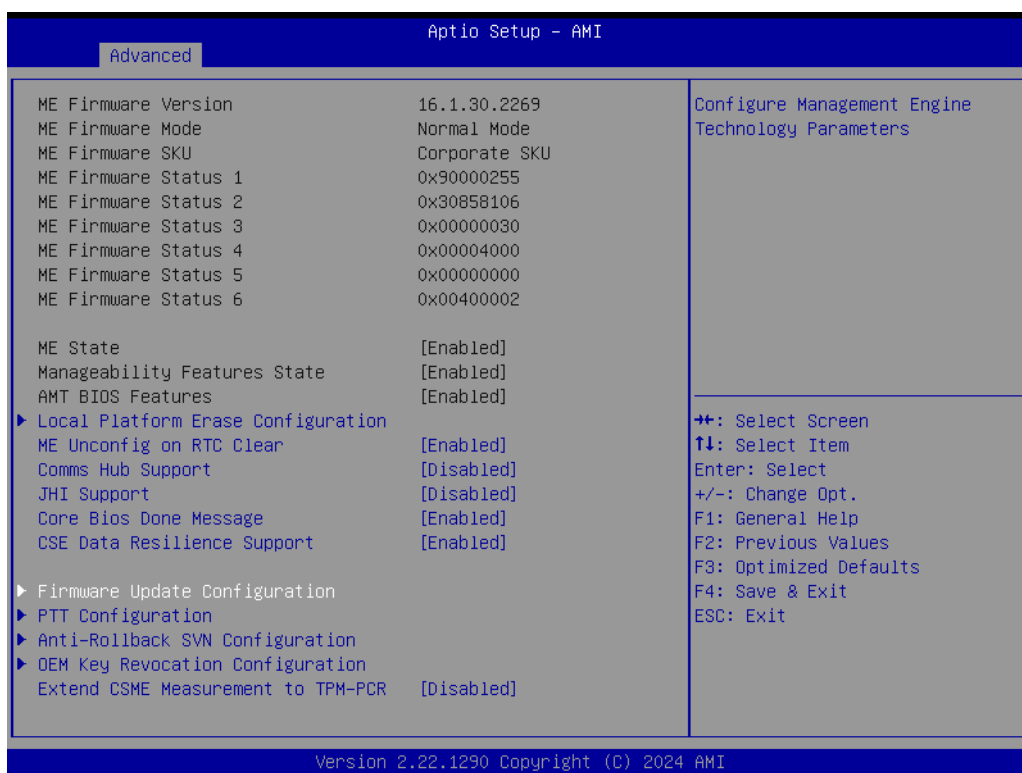 Aptio Setup – AMI
Advanced
ME Firmware Version 16.1.30.2269
ME Firmware Mode Normal Mode
ME Firmware SKU Corporate SKU
ME Firmware Status 1 0x90000255
ME Firmware Status 2 0x30858106
ME Firmware Status 3 0x00000030
ME Firmware Status 4 0x00004000
ME Firmware Status 5 0x00000000
ME Firmware Status 6 0x00400002
ME State [Enabled]
Manageability Features State [Enabled]
AMT BIOS Features [Enabled]
▶ Local Platform Erase Configuration
ME Unconfig on RTC Clear [Enabled]
Comms Hub Support [Disabled]
JHI Support [Disabled]
Core Bios Done Message [Enabled]
CSE Data Resilience Support [Enabled]
▶ Firmware Update Configuration
▶ PTT Configuration
▶ Anti-Rollback SVN Configuration
▶ OEM Key Revocation Configuration
Extend CSME Measurement to TPM-PCR [Disabled]
Configure Management Engine
Technology Parameters
→←: Select Screen
↑↓: Select Item
Enter: Select
+/-: Change Opt.
F1: General Help
F2: Previous Values
F3: Optimized Defaults
F4: Save & Exit
ESC: Exit
Version 2.22.1290 Copyright (C) 2024 AMI